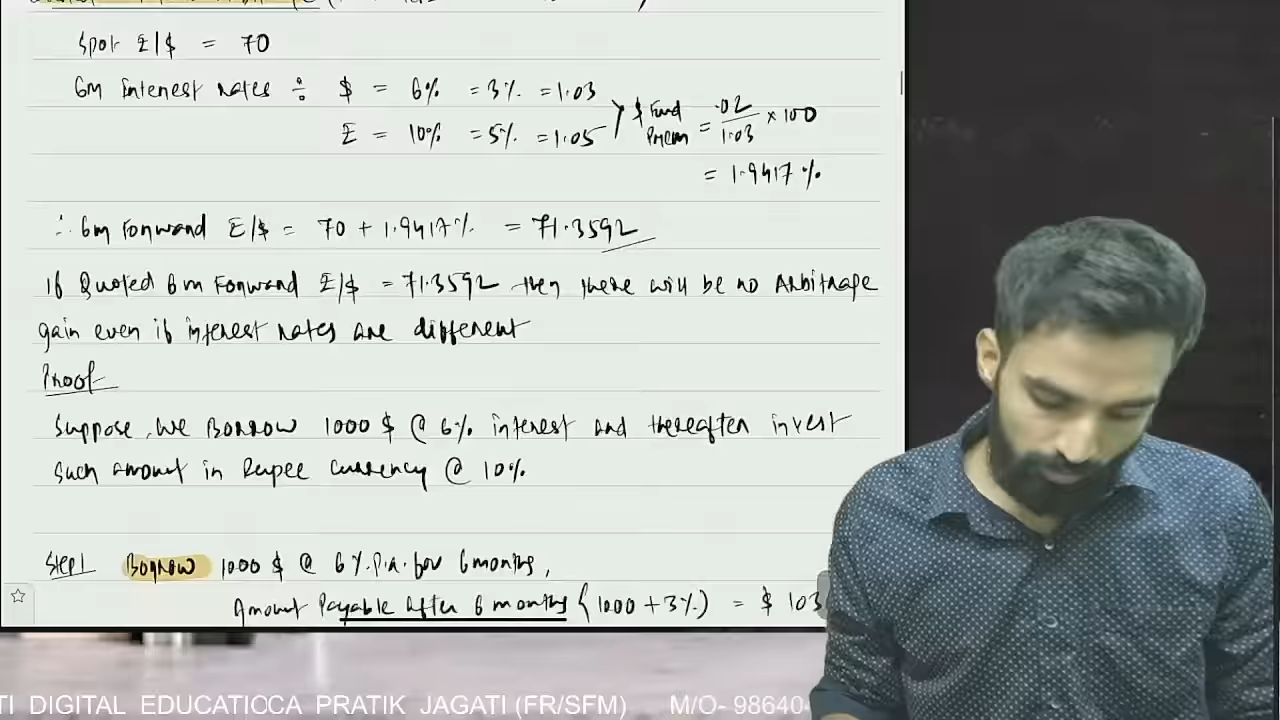 Spot ₹/$ = 70
6m Interest rates ÷ $ = 6% = 3% = 1.03
₹ = 10% = 5% = 1.05
$ Fwd Prem = .02/1.03 × 100
= 1.9417 %
∴ 6m Forward ₹/$ = 70 + 1.9417% = 71.3592
If Quoted 6m Forward ₹/$ = 71.3592 then there will be no Arbitrage
gain even if interest rates are different
Proof
Suppose, we Borrow 1000 $ @ 6% interest and thereafter invest
Such amount in Rupee currency @ 10%
Step1 Borrow 1000 $ @ 6%.P.a. for 6 months,
Amount Payable after 6 months (1000 + 3%) = $ 103
TI DIGITAL EDUCATIOCA PRATIK JAGATI (FR/SFM) M/O- 98640-